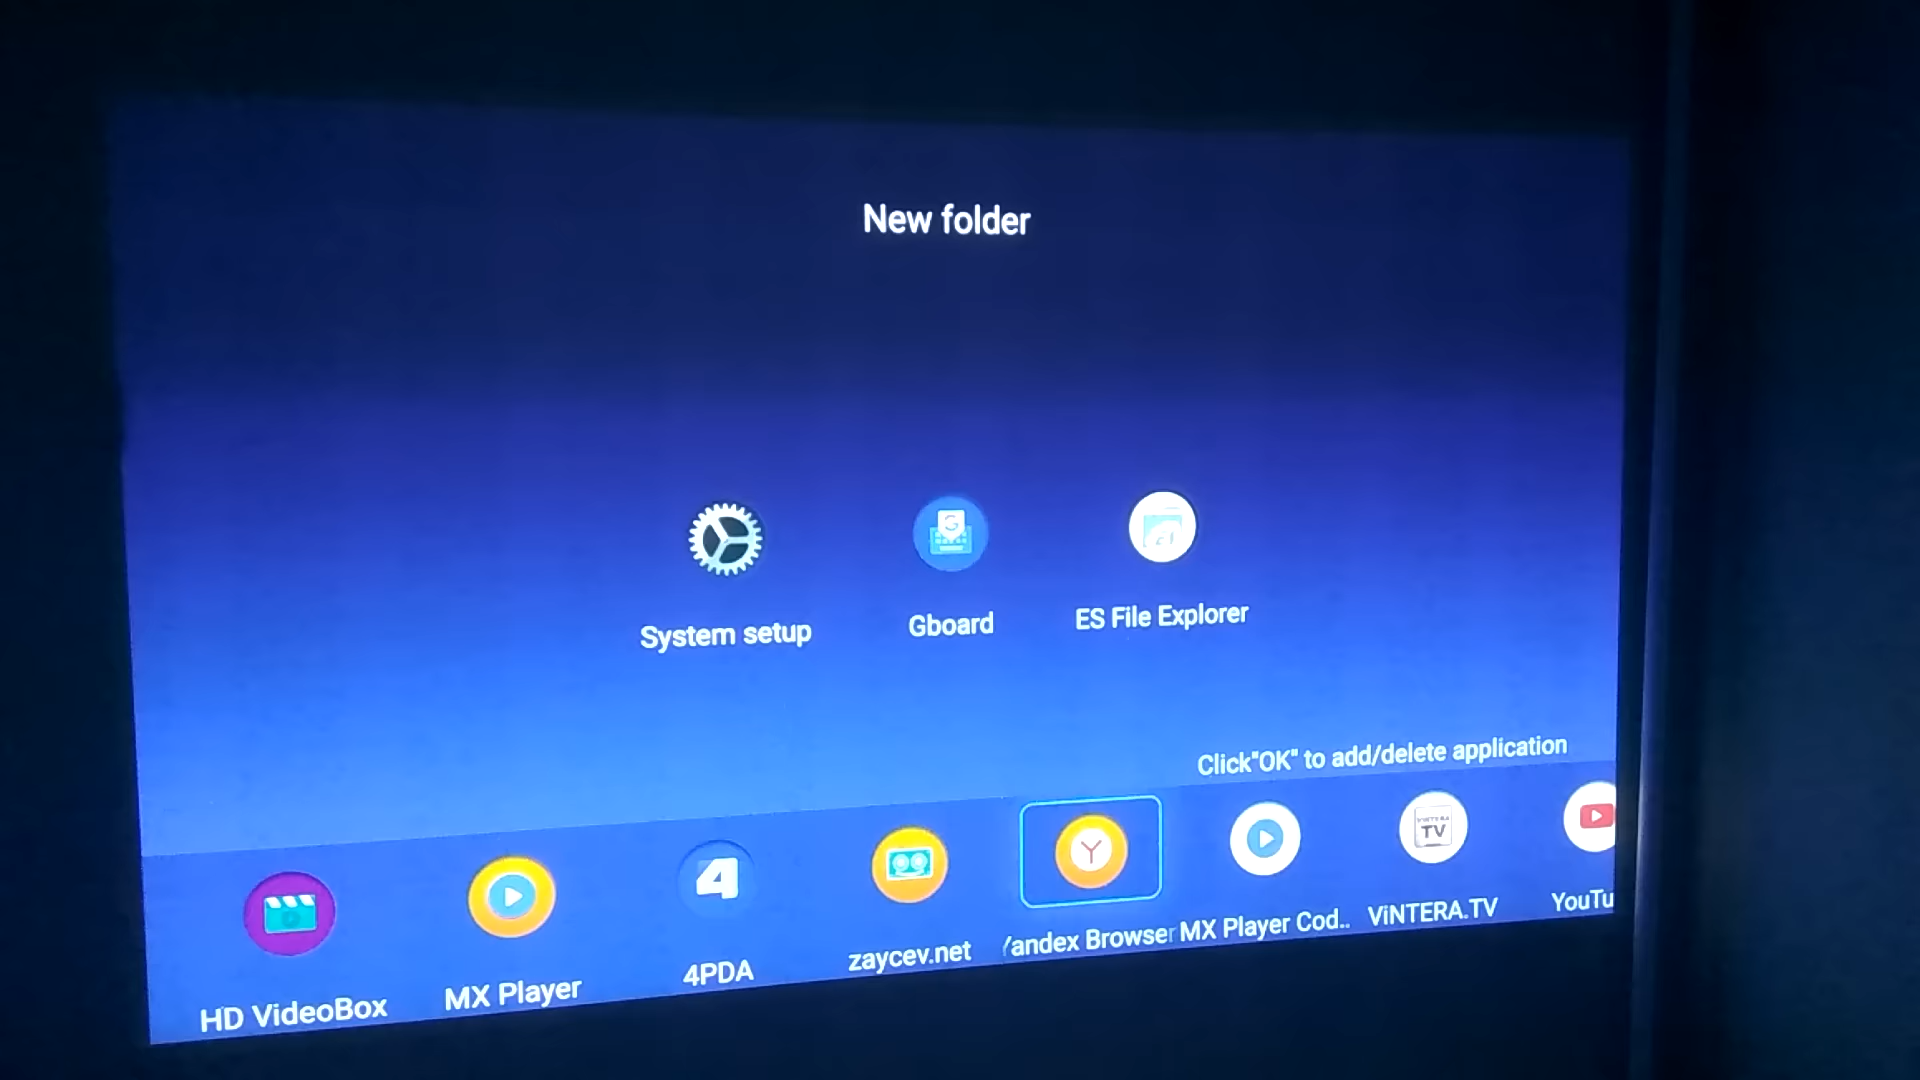 New folder
System setup
Gboard
ES File Explorer
Click"OK" to add/delete application
TV
HD VideoBox
MX Player
4PDA
zaycev.net
Yandex Browser
MX Player Cod..
ViNTERA.TV
YouTu